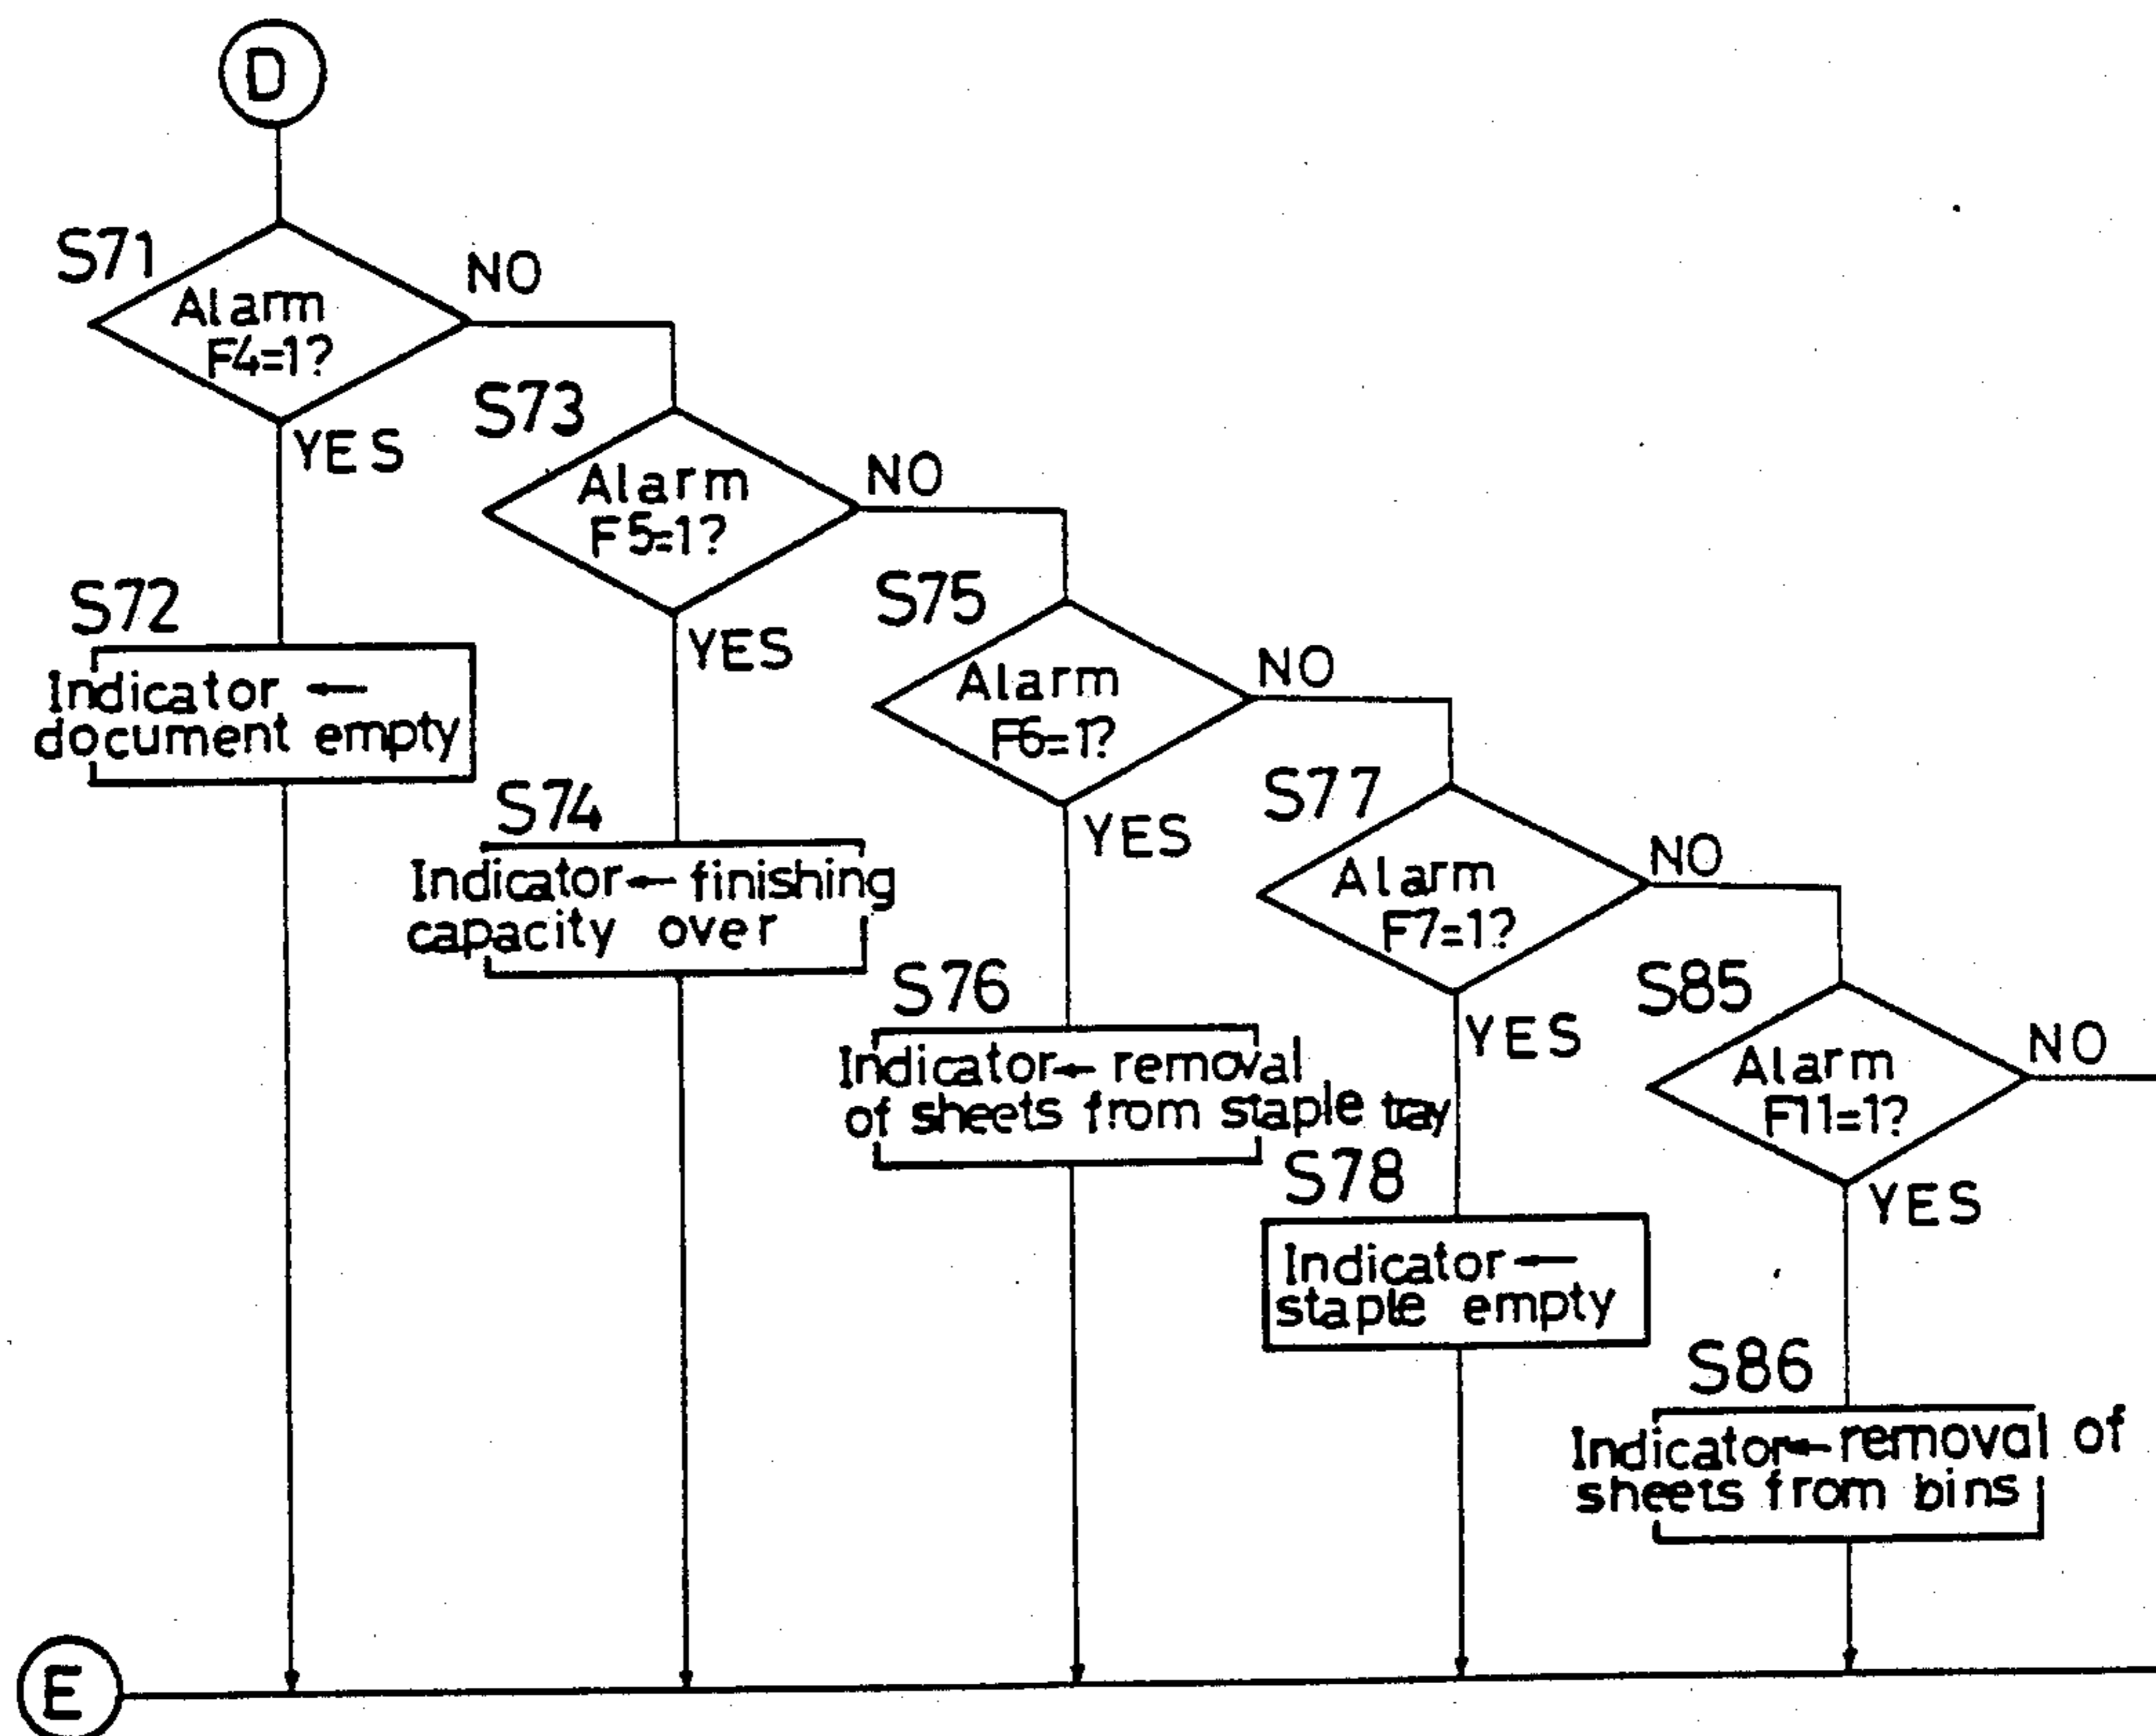 D
S71
Alarm
F4=1?
NO
YES
S72
Indicator ←
document empty
S73
Alarm
F5=1?
NO
YES
S74
Indicator ← finishing
capacity over
S75
Alarm
F6=1?
NO
YES
S76
Indicator ← removal
of sheets from staple tray
S77
Alarm
F7=1?
NO
YES
S78
Indicator ←
staple empty
S85
Alarm
F11=1?
NO
YES
S86
Indicator ← removal of
sheets from bins
E